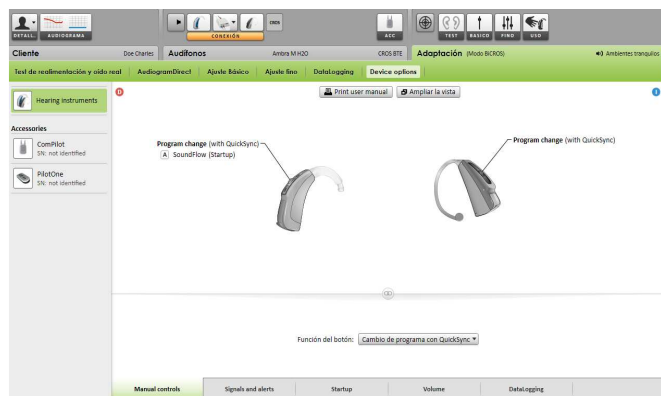 DETALL.. AUDIOGRAMA
CONEXIÓN
CROS
ACC
TEST BASICO FINO USO
Cliente Doe Charles Audífonos Ambra M H2O CROS BTE Adaptación (Modo BiCROS) Ambientes tranquilos
Test de realimentación y oído real AudiogramDirect Ajuste Básico Ajuste fino DataLogging Device options
Hearing instruments
D Print user manual Ampliar la vista I
Accessories
ComPilot
SN: not identified
PilotOne
SN: not identified
Program change (with QuickSync)
A SoundFlow (Startup)
Program change (with QuickSync)
Función del botón: Cambio de programa con QuickSync
Manual controls Signals and alerts Startup Volume DataLogging